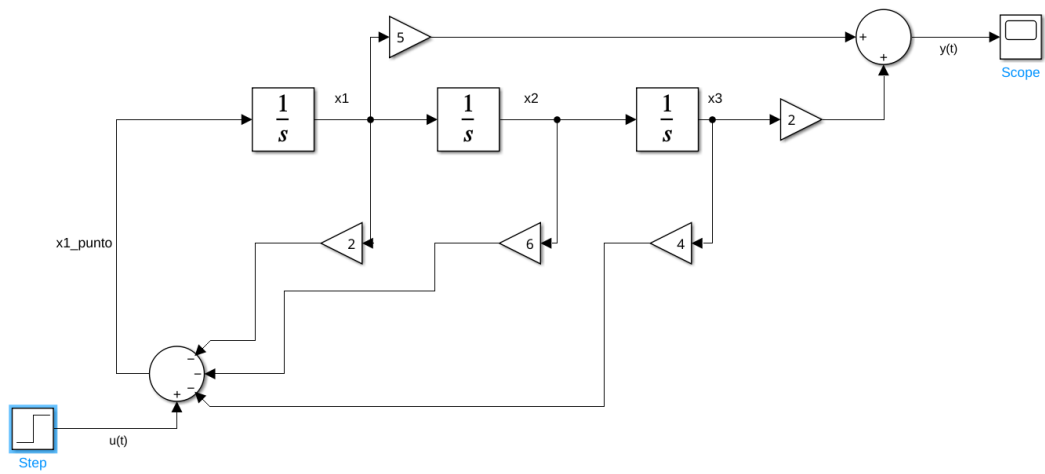 5
+
+
y(t)
Scope
1
s
x1
1
s
x2
1
s
x3
2
x1_punto
2
6
4
−
−
−
+
u(t)
Step